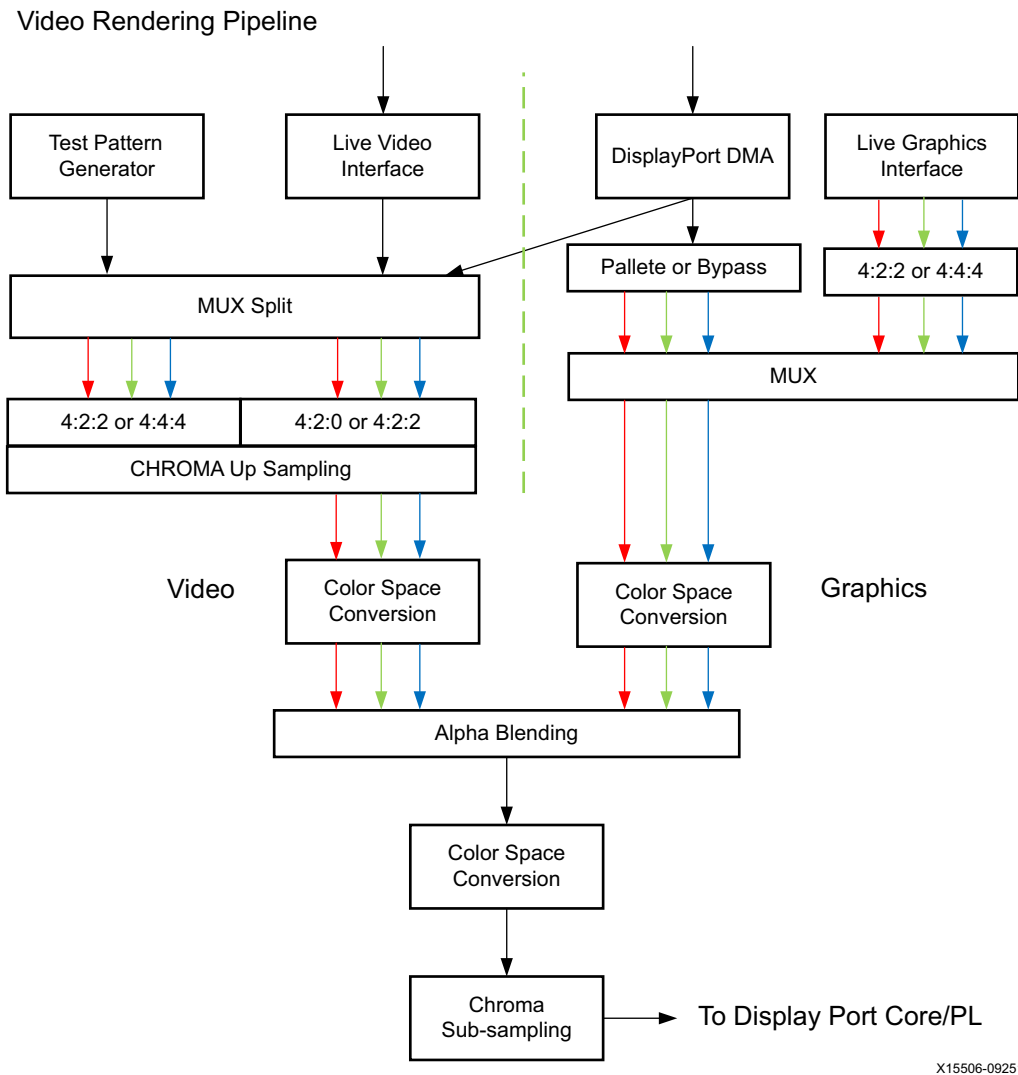 Video Rendering Pipeline
Test Pattern
Generator
Live Video
Interface
DisplayPort DMA
Live Graphics
Interface
Pallete or Bypass
4:2:2 or 4:4:4
MUX Split
MUX
4:2:2 or 4:4:4
4:2:0 or 4:2:2
CHROMA Up Sampling
Video
Color Space
Conversion
Color Space
Conversion
Graphics
Alpha Blending
Color Space
Conversion
Chroma
Sub-sampling
To Display Port Core/PL
X15506-0925